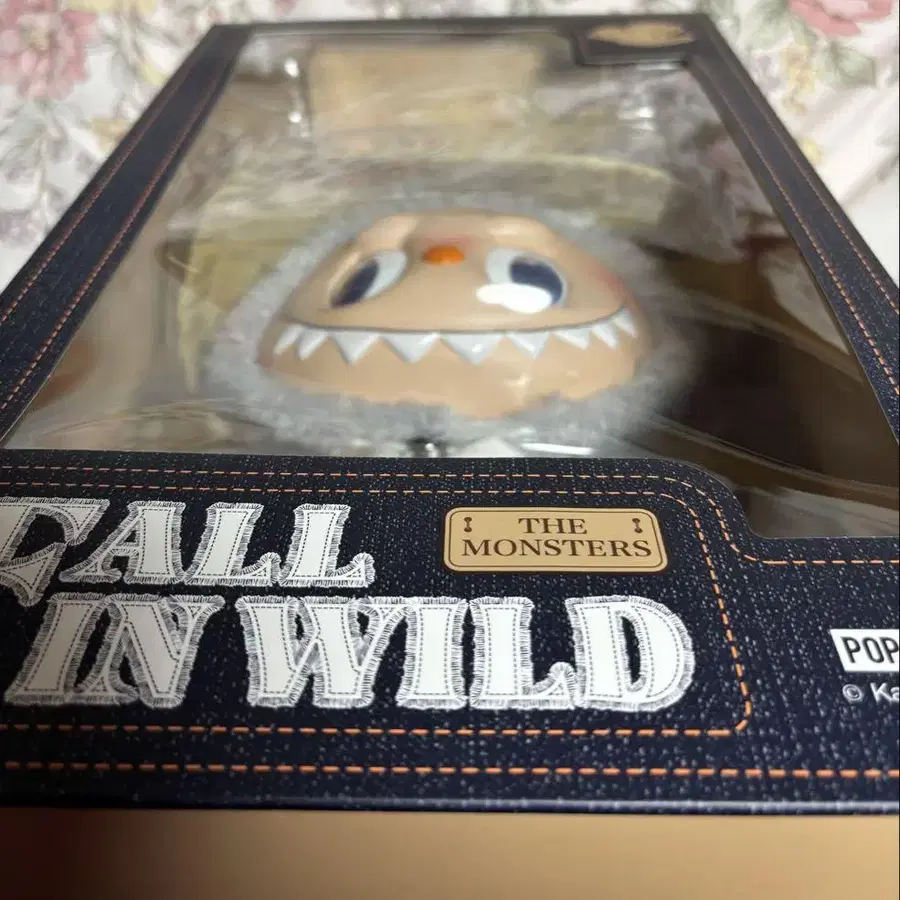 FALL
IN WILD
THE
MONSTERS
POP
© Ka